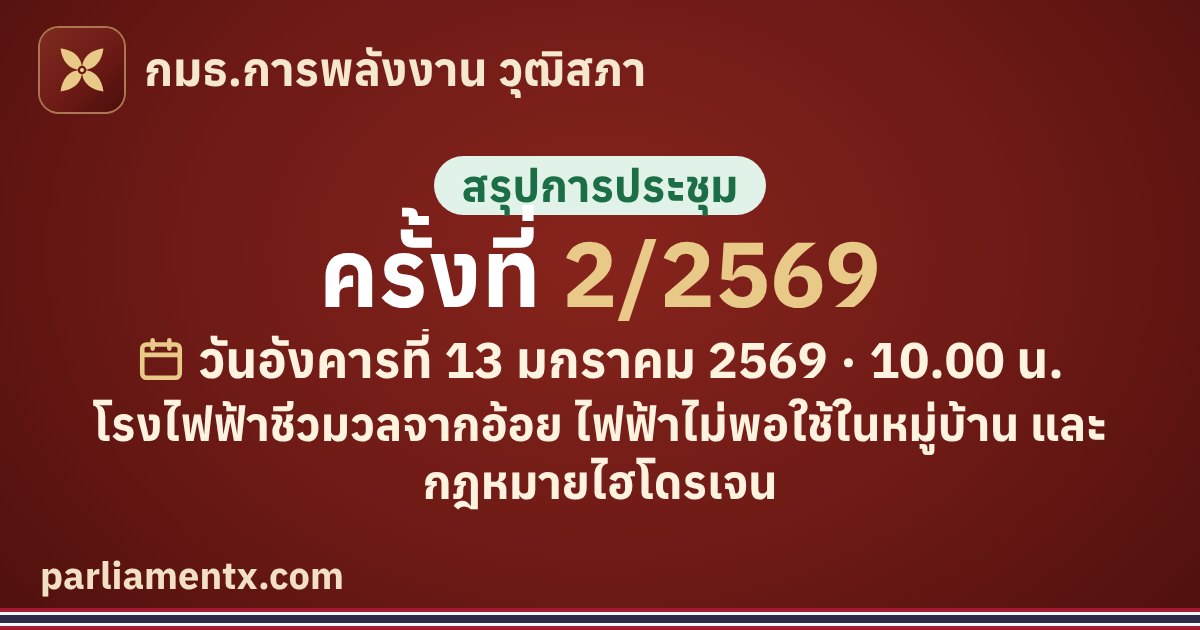 กมธ.การพลังงาน วุฒิสภา
สรุปการประชุม
ครั้งที่ 2/2569
วันอังคารที่ 13 มกราคม 2569 · 10.00 น.
โรงไฟฟ้าชีวมวลจากอ้อย ไฟฟ้าไม่พอใช้ในหมู่บ้าน และ
กฎหมายไฮโดรเจน
parliamentx.com